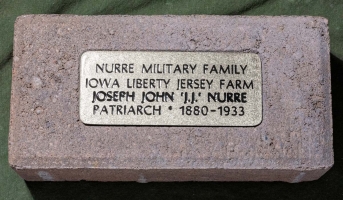 NURRE MILITARY FAMILY
IOWA LIBERTY JERSEY FARM
JOSEPH JOHN "J.J." NURRE
PATRIARCH * 1880-1933